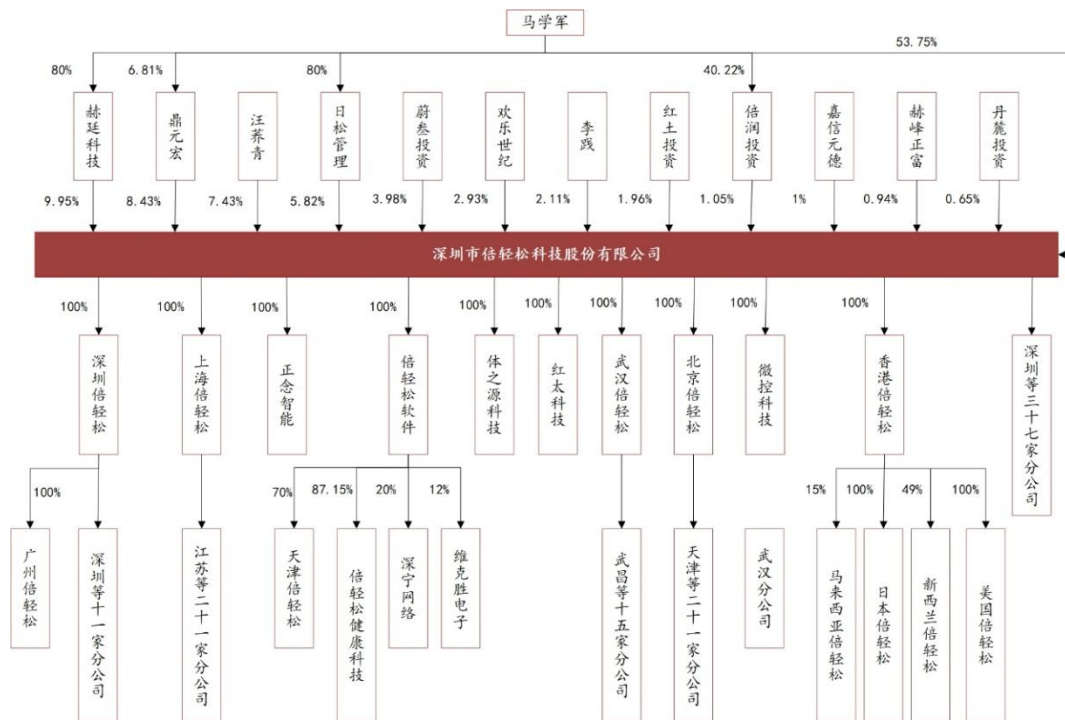 马学军
53.75%
80%
6.81%
80%
40.22%
赫廷科技
鼎元宏
汪荞青
日松管理
蔚叁投资
欢乐世纪
李践
红土投资
倍润投资
嘉信元德
赫峰正富
丹麓投资
9.95%
8.43%
7.43%
5.82%
3.98%
2.93%
2.11%
1.96%
1.05%
1%
0.94%
0.65%
深圳市倍轻松科技股份有限公司
100%
100%
100%
100%
100%
100%
100%
100%
100%
100%
深圳倍轻松
上海倍轻松
正念智能
倍轻松软件
体之源科技
红太科技
武汉倍轻松
北京倍轻松
微控科技
香港倍轻松
深圳等三十七家分公司
100%
70%
87.15%
20%
12%
15%
100%
49%
100%
广州倍轻松
深圳等十一家分公司
江苏等二十一家分公司
天津倍轻松
倍轻松健康科技
深宁网络
维克胜电子
武昌等十五家分公司
天津等二十一家分公司
武汉分公司
马来西亚倍轻松
日本倍轻松
新西兰倍轻松
美国倍轻松